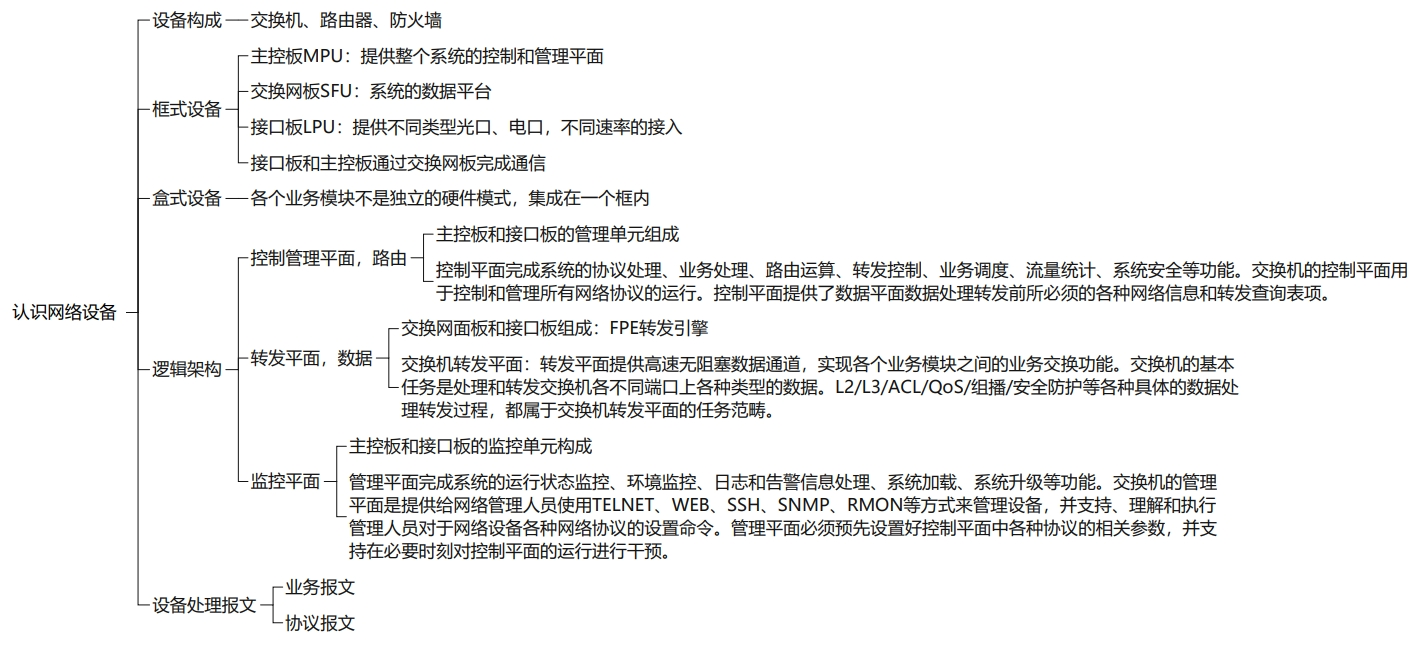 认识网络设备
设备构成
交换机、路由器、防火墙
框式设备
主控板MPU：提供整个系统的控制和管理平面
交换网板SFU：系统的数据平台
接口板LPU：提供不同类型光口、电口，不同速率的接入
接口板和主控板通过交换网板完成通信
盒式设备
各个业务模块不是独立的硬件模式，集成在一个框内
逻辑架构
控制管理平面，路由
主控板和接口板的管理单元组成
控制平面完成系统的协议处理、业务处理、路由运算、转发控制、业务调度、流量统计、系统安全等功能。交换机的控制平面用
于控制和管理所有网络协议的运行。控制平面提供了数据平面数据处理转发前所必须的各种网络信息和转发查询表项。
转发平面，数据
交换网面板和接口板组成：FPE转发引擎
交换机转发平面：转发平面提供高速无阻塞数据通道，实现各个业务模块之间的业务交换功能。交换机的基本
任务是处理和转发交换机各不同端口上各种类型的数据。L2/L3/ACL/QoS/组播/安全防护等各种具体的数据处
理转发过程，都属于交换机转发平面的任务范畴。
监控平面
主控板和接口板的监控单元构成
管理平面完成系统的运行状态监控、环境监控、日志和告警信息处理、系统加载、系统升级等功能。交换机的管理
平面是提供给网络管理人员使用TELNET、WEB、SSH、SNMP、RMON等方式来管理设备，并支持、理解和执行
管理人员对于网络设备各种网络协议的设置命令。管理平面必须预先设置好控制平面中各种协议的相关参数，并支
持在必要时刻对控制平面的运行进行干预。
设备处理报文
业务报文
协议报文